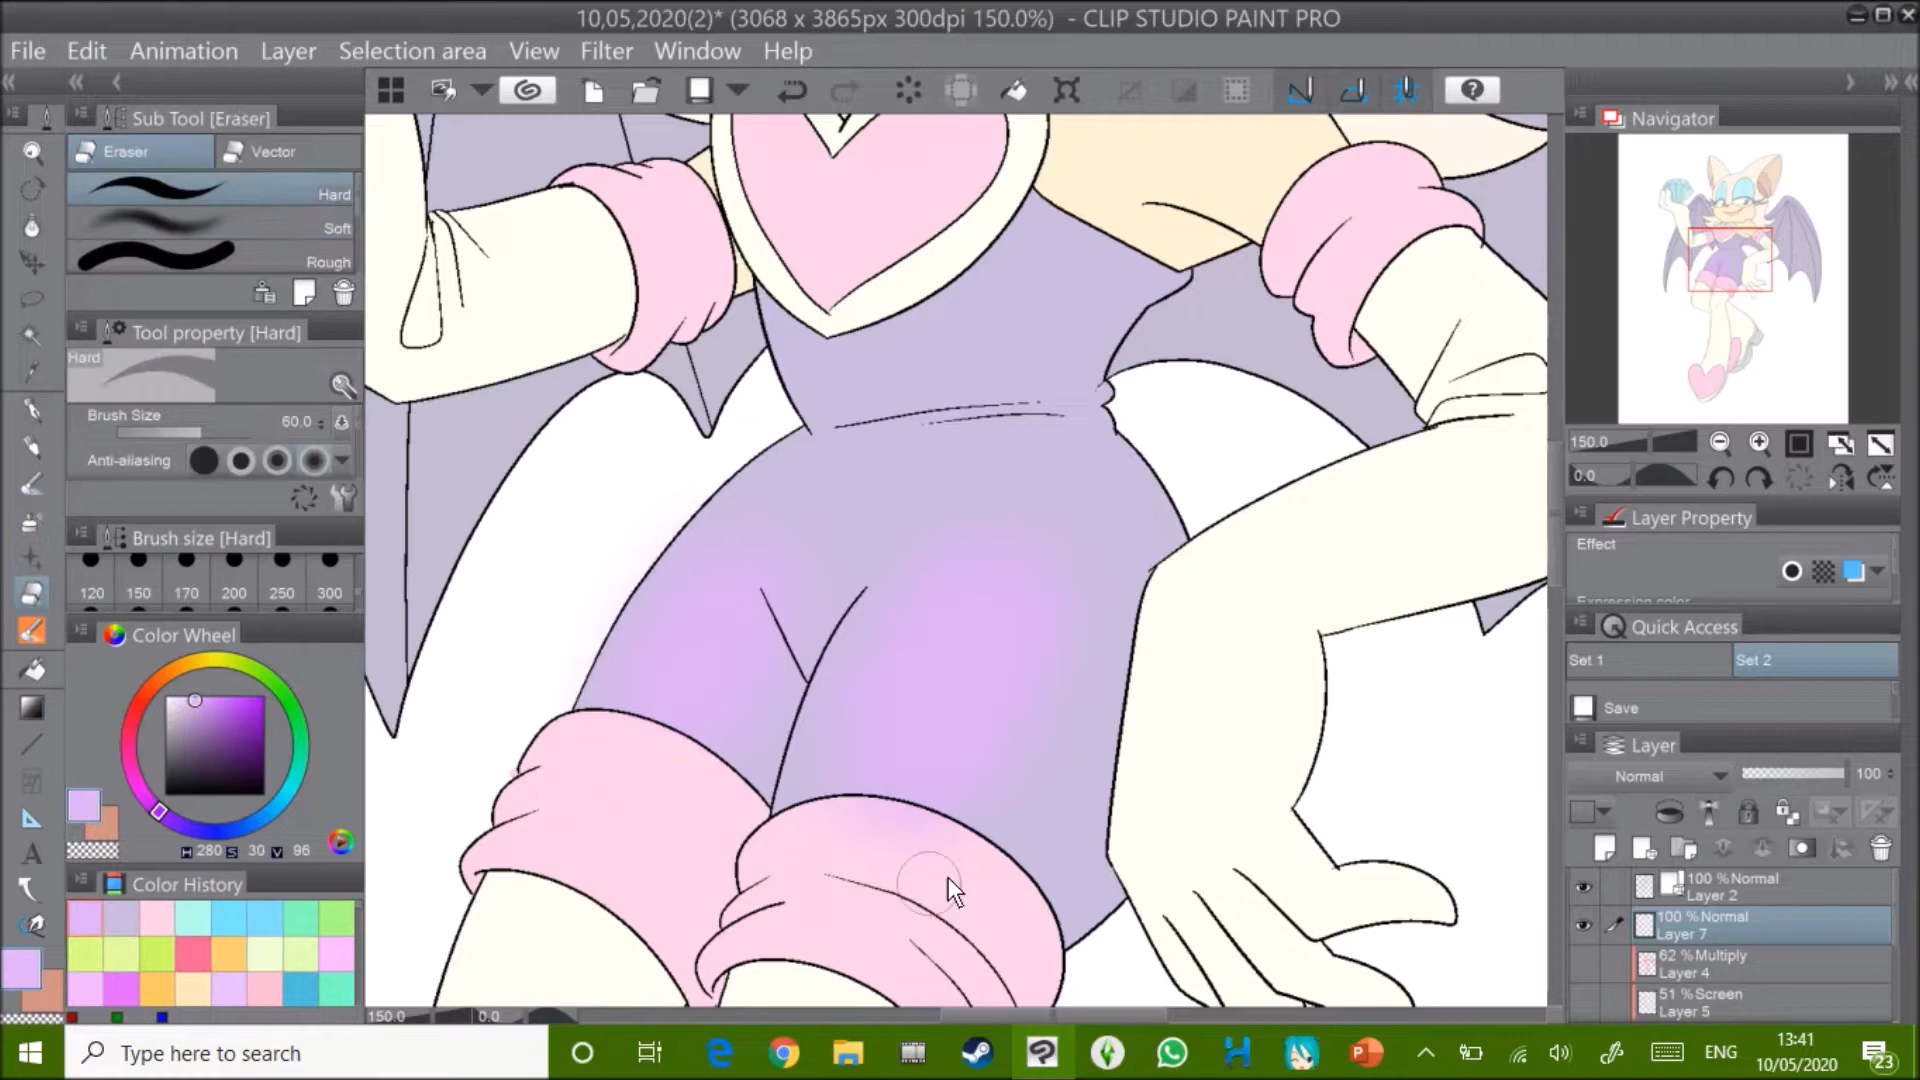 10,05,2020(2)* (3068 x 3865px 300dpi 150.0%) - CLIP STUDIO PAINT PRO
File Edit Animation Layer Selection area View Filter Window Help
Sub Tool [Eraser]
Eraser Vector
Hard
Soft
Rough
Tool property [Hard]
Hard
Brush Size 60.0
Anti-aliasing
Brush size [Hard]
120 150 170 200 250 300
Color Wheel
H 280 S 30 V 96
Color History
150.0 0.0
Navigator
150.0
0.0
Layer Property
Effect
Expression color
Quick Access
Set 1 Set 2
Save
Layer
Normal 100
100 %Normal
Layer 2
100 %Normal
Layer 7
62 %Multiply
Layer 4
51 %Screen
Layer 5
Type here to search
ENG
13:41
10/05/2020
23